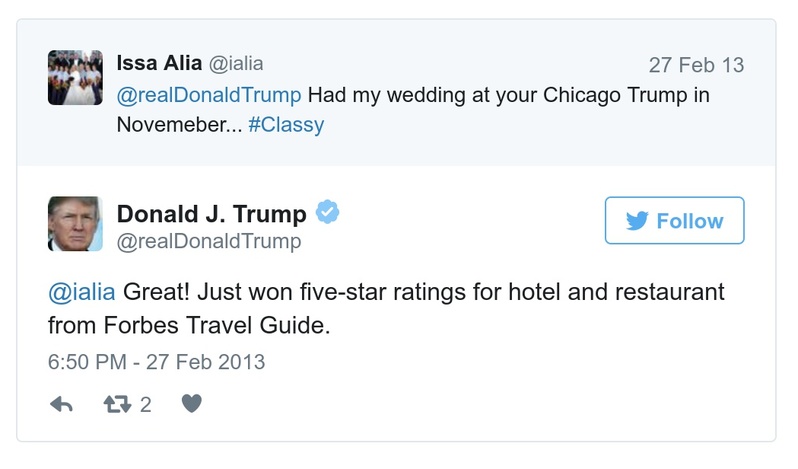 Issa Alia @ialia 27 Feb 13
@realDonaldTrump Had my wedding at your Chicago Trump in
Novemeber... #Classy
Donald J. Trump
Follow
@realDonaldTrump
@ialia Great! Just won five-star ratings for hotel and restaurant
from Forbes Travel Guide.
6:50 PM - 27 Feb 2013
2